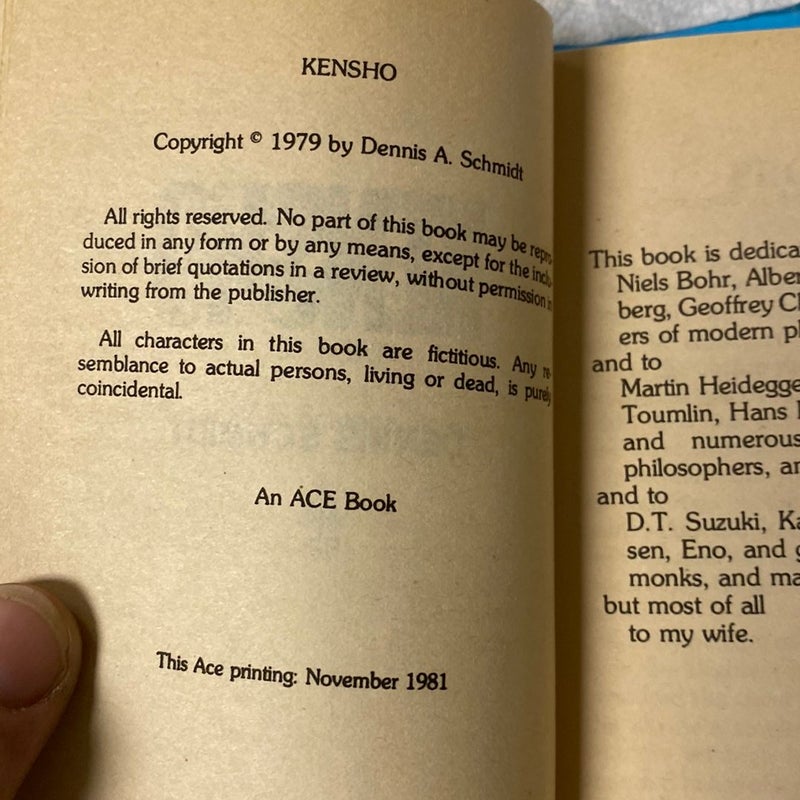 KENSHO
Copyright © 1979 by Dennis A. Schmidt
All rights reserved. No part of this book may be repro-
duced in any form or by any means, except for the inclu-
sion of brief quotations in a review, without permission in
writing from the publisher.
All characters in this book are fictitious. Any re-
semblance to actual persons, living or dead, is purely
coincidental.
An ACE Book
This Ace printing: November 1981
This book is dedica
Niels Bohr, Alber
berg, Geoffrey C
ers of modern p
and to
Martin Heidegge
Toumlin, Hans
and numerous
philosophers, a
and to
D.T. Suzuki, Ka
sen, Eno, and
monks, and ma
but most of all
to my wife.